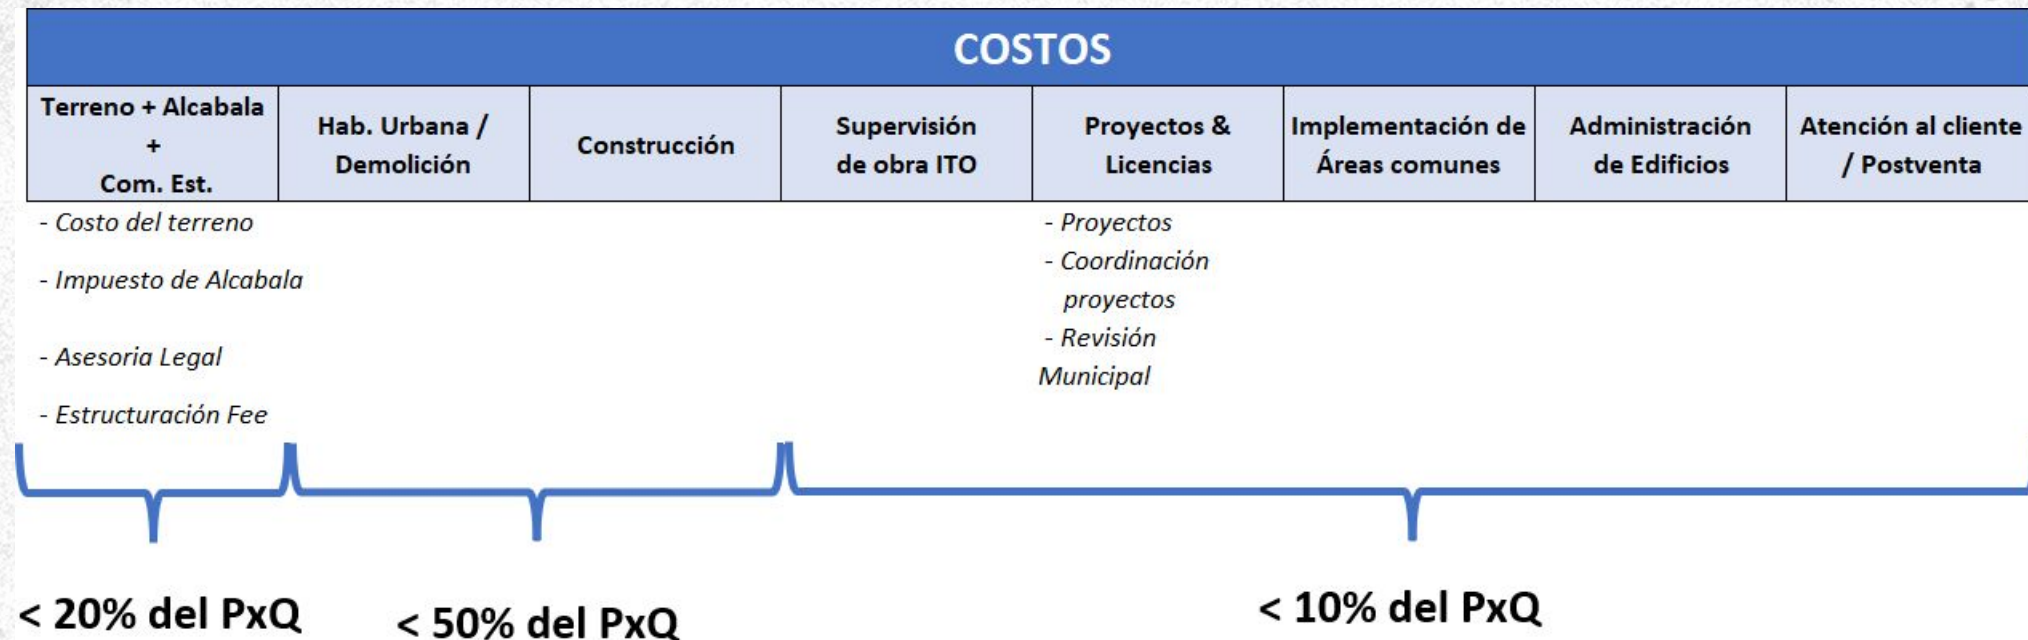 COSTOS
Terreno + Alcabala
+
Com. Est.
Hab. Urbana /
Demolición
Construcción
Supervisión
de obra ITO
Proyectos &
Licencias
Implementación de
Áreas comunes
Administración
de Edificios
Atención al cliente
/ Postventa
- Costo del terreno
- Impuesto de Alcabala
- Asesoria Legal
- Estructuración Fee
- Proyectos
- Coordinación
proyectos
- Revisión
Municipal
< 20% del PxQ
< 50% del PxQ
< 10% del PxQ